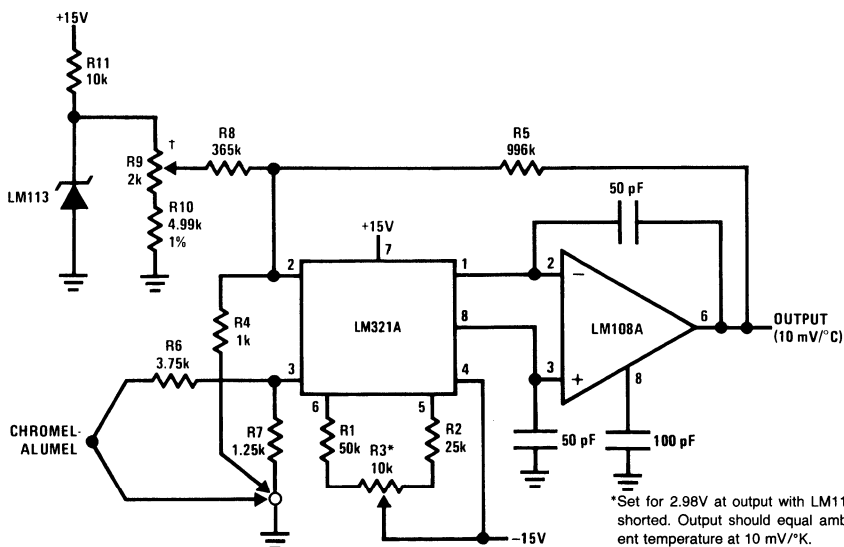 +15V
R11
10k
†
R9
2k
R8
365k
R5
996k
LM113
R10
4.99k
1%
50 pF
+15V
7
2
1
2
−
R4
1k
LM321A
8
LM108A
6
OUTPUT
(10 mV/°C)
R6
3.75k
3
4
3
+
8
6
5
CHROMEL-
ALUMEL
R7
1.25k
R1
50k
R3*
10k
R2
25k
50 pF
100 pF
−15V
*Set for 2.98V at output with LM11
shorted. Output should equal amb
ent temperature at 10 mV/°K.